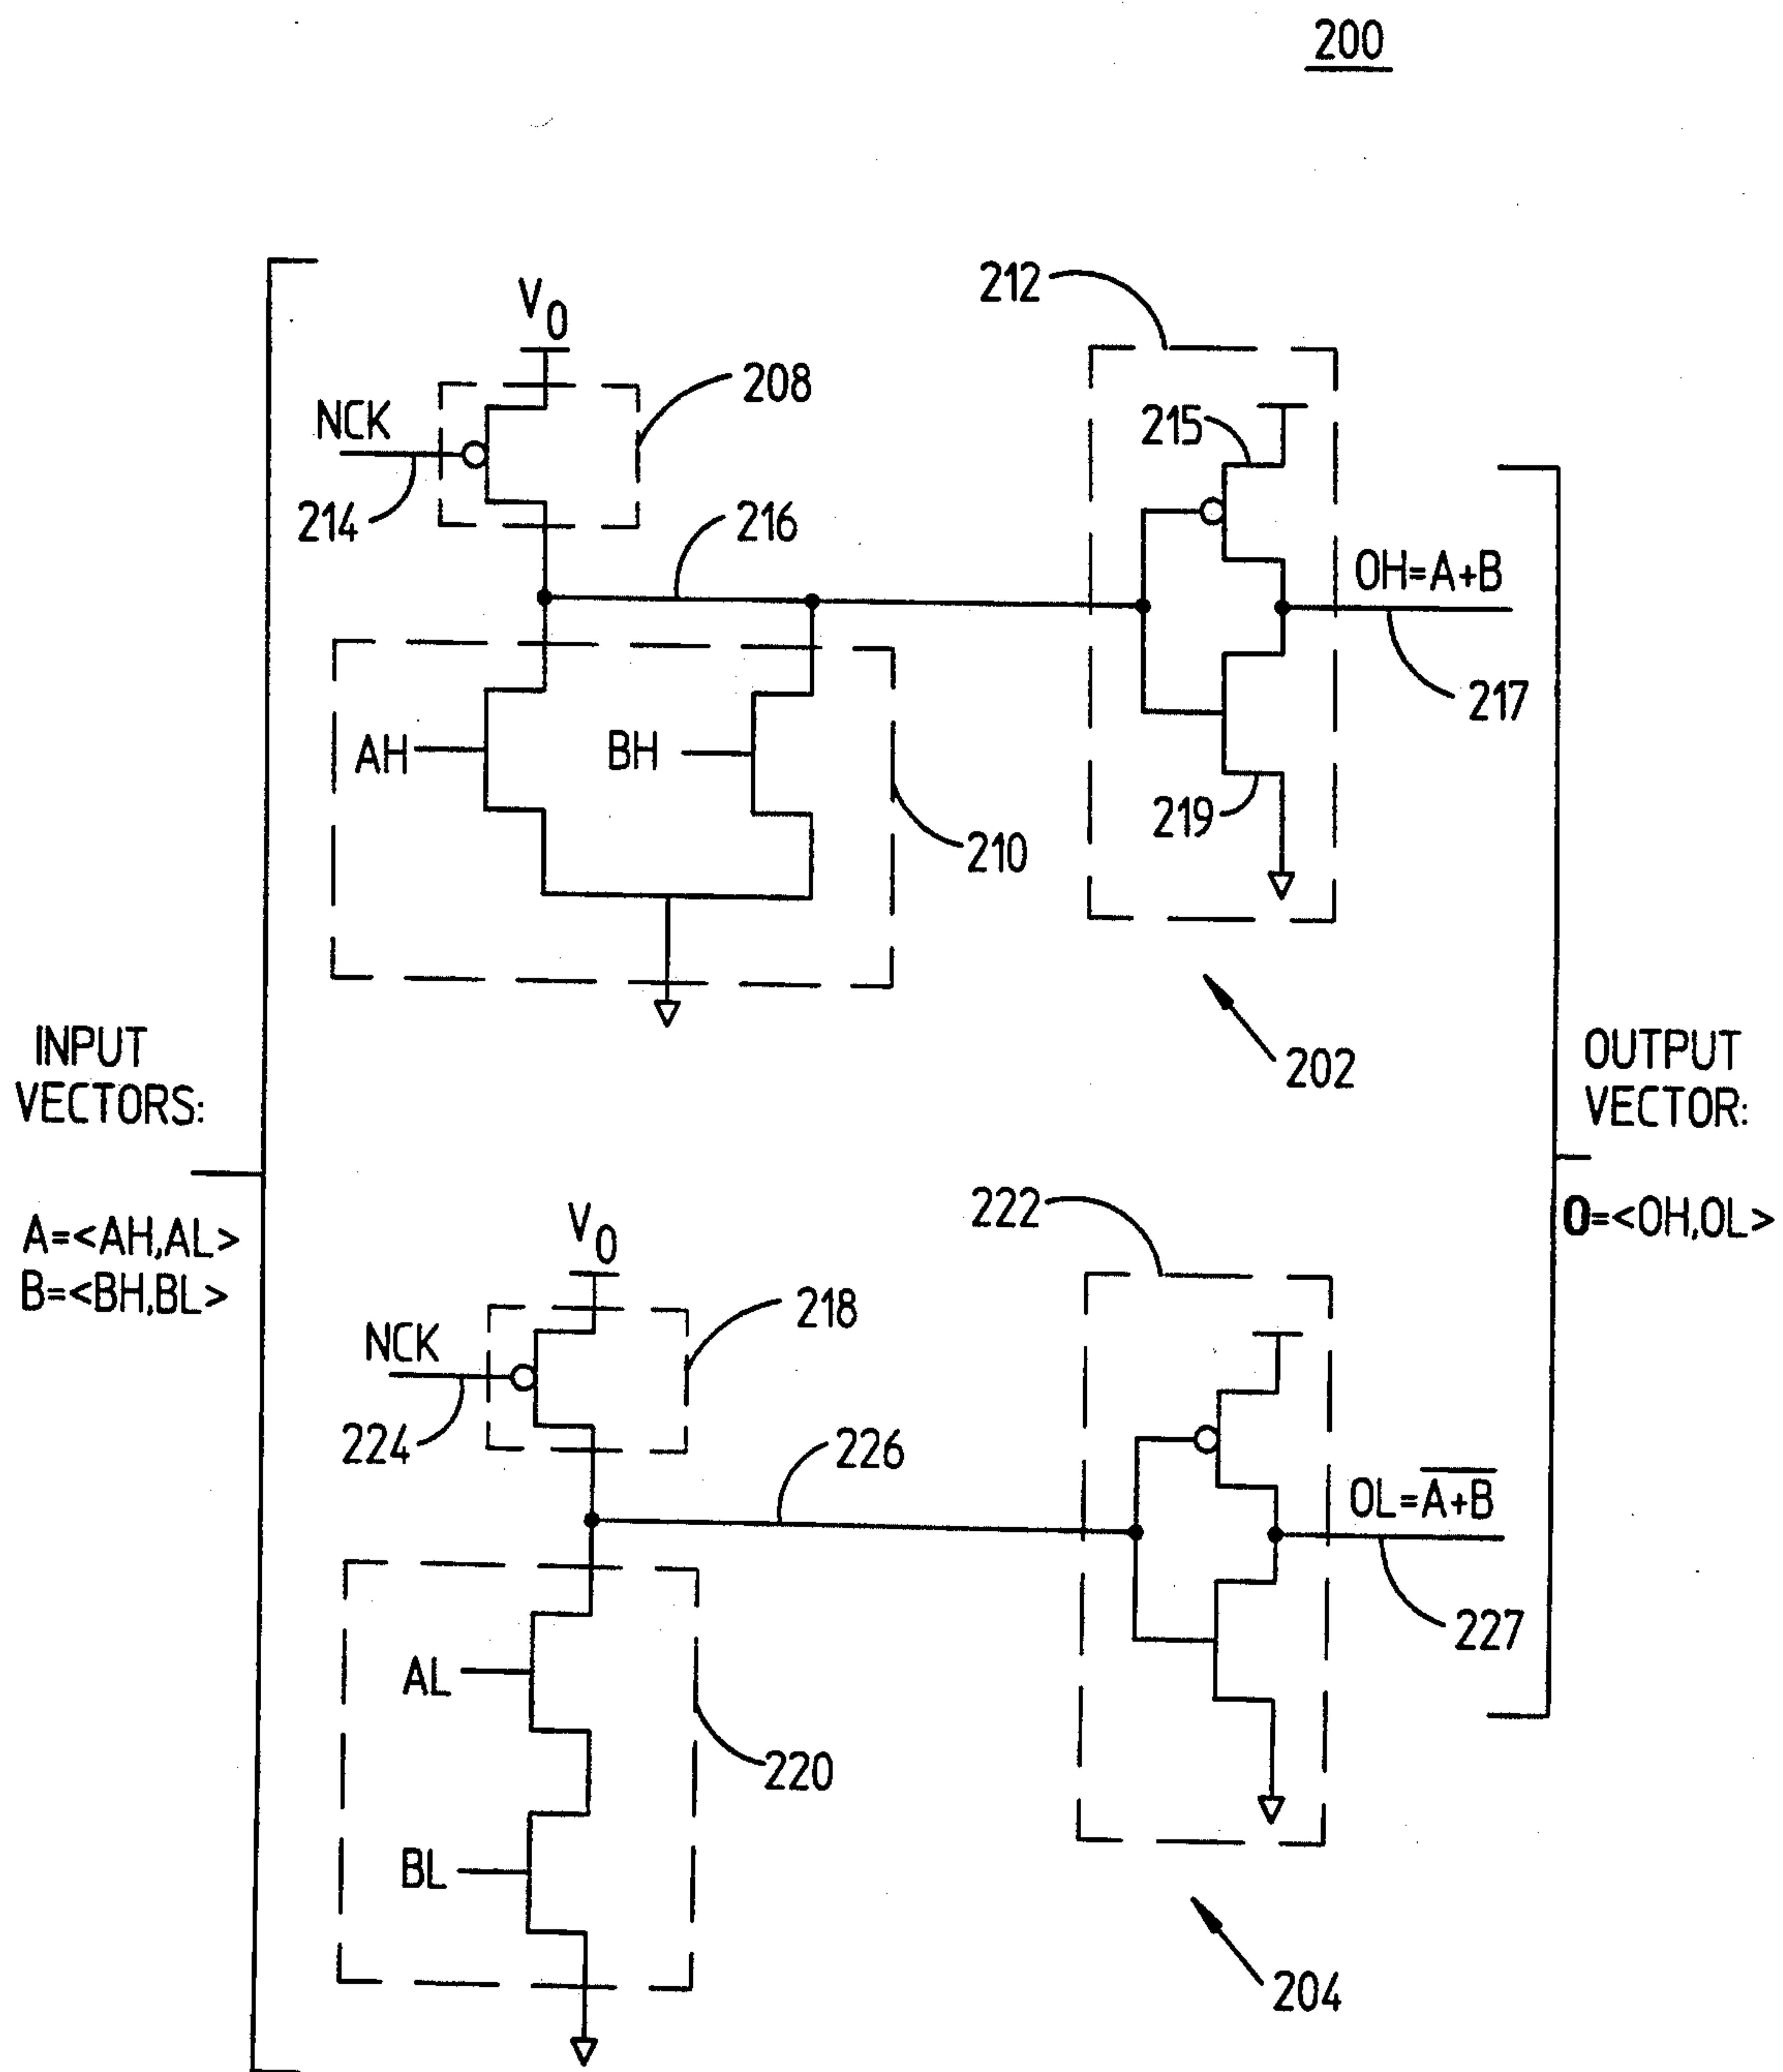 200
V0
212
208
NCK
215
214
216
OH=A+B
217
AH
BH
219
210
202
INPUT
VECTORS:
A=<AH,AL>
B=<BH,BL>
OUTPUT
VECTOR:
O=<OH,OL>
V0
222
218
NCK
224
226
OL=A̅+̅B̅
227
AL
220
BL
204